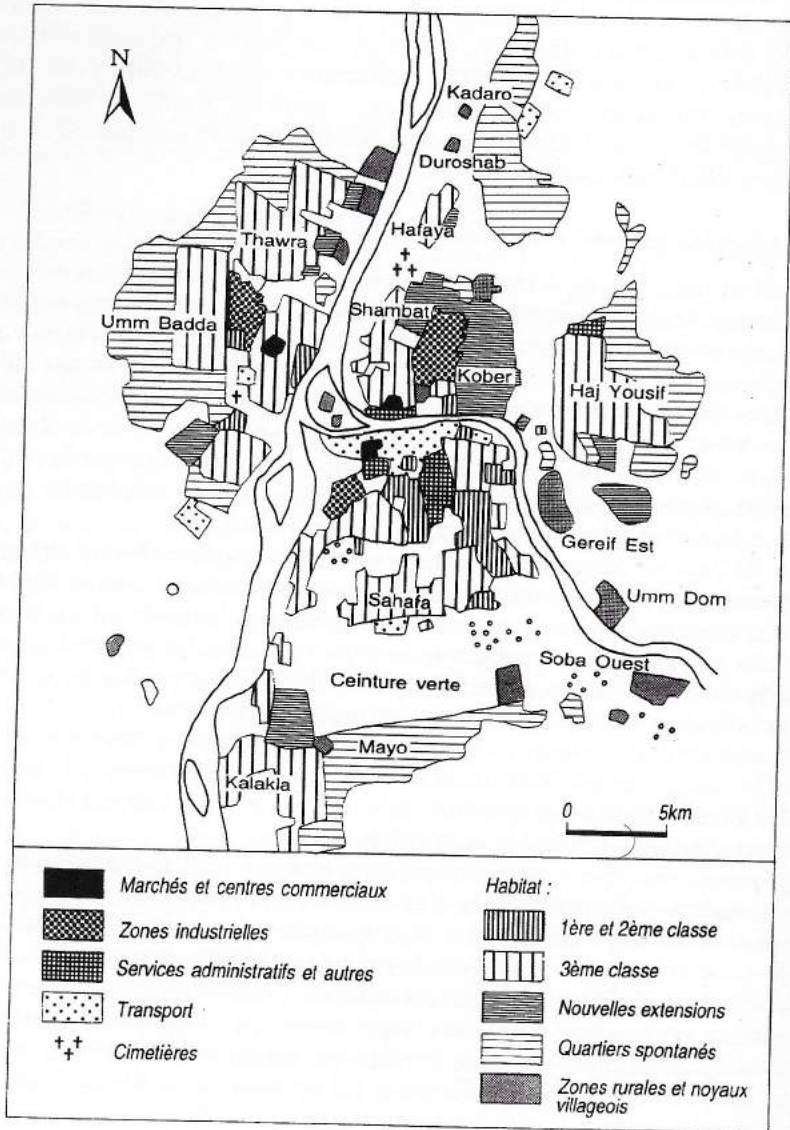 N
Kadaro
Duroshab
Hafaya
Thawra
Shambat
Umm Badda
Kober
Haj Yousif
Gereif Est
Umm Dom
Sahafa
Soba Ouest
Ceinture verte
Mayo
Kalakla
0 5km
Marchés et centres commerciaux
Zones industrielles
Services administratifs et autres
Transport
Cimetières
Habitat :
1ère et 2ème classe
3ème classe
Nouvelles extensions
Quartiers spontanés
Zones rurales et noyaux
villageois